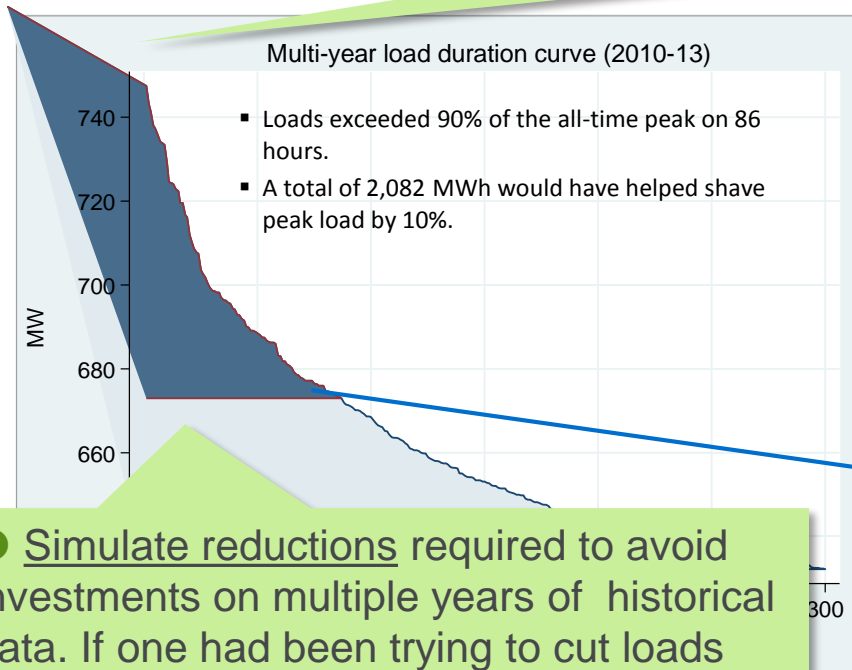 Multi-year load duration curve (2010-13)
▪ Loads exceeded 90% of the all-time peak on 86
hours.
▪ A total of 2,082 MWh would have helped shave
peak load by 10%.
740
720
700
680
660
MW
300
Simulate reductions required to avoid
nvestments on multiple years of historical
ata. If one had been trying to cut loads